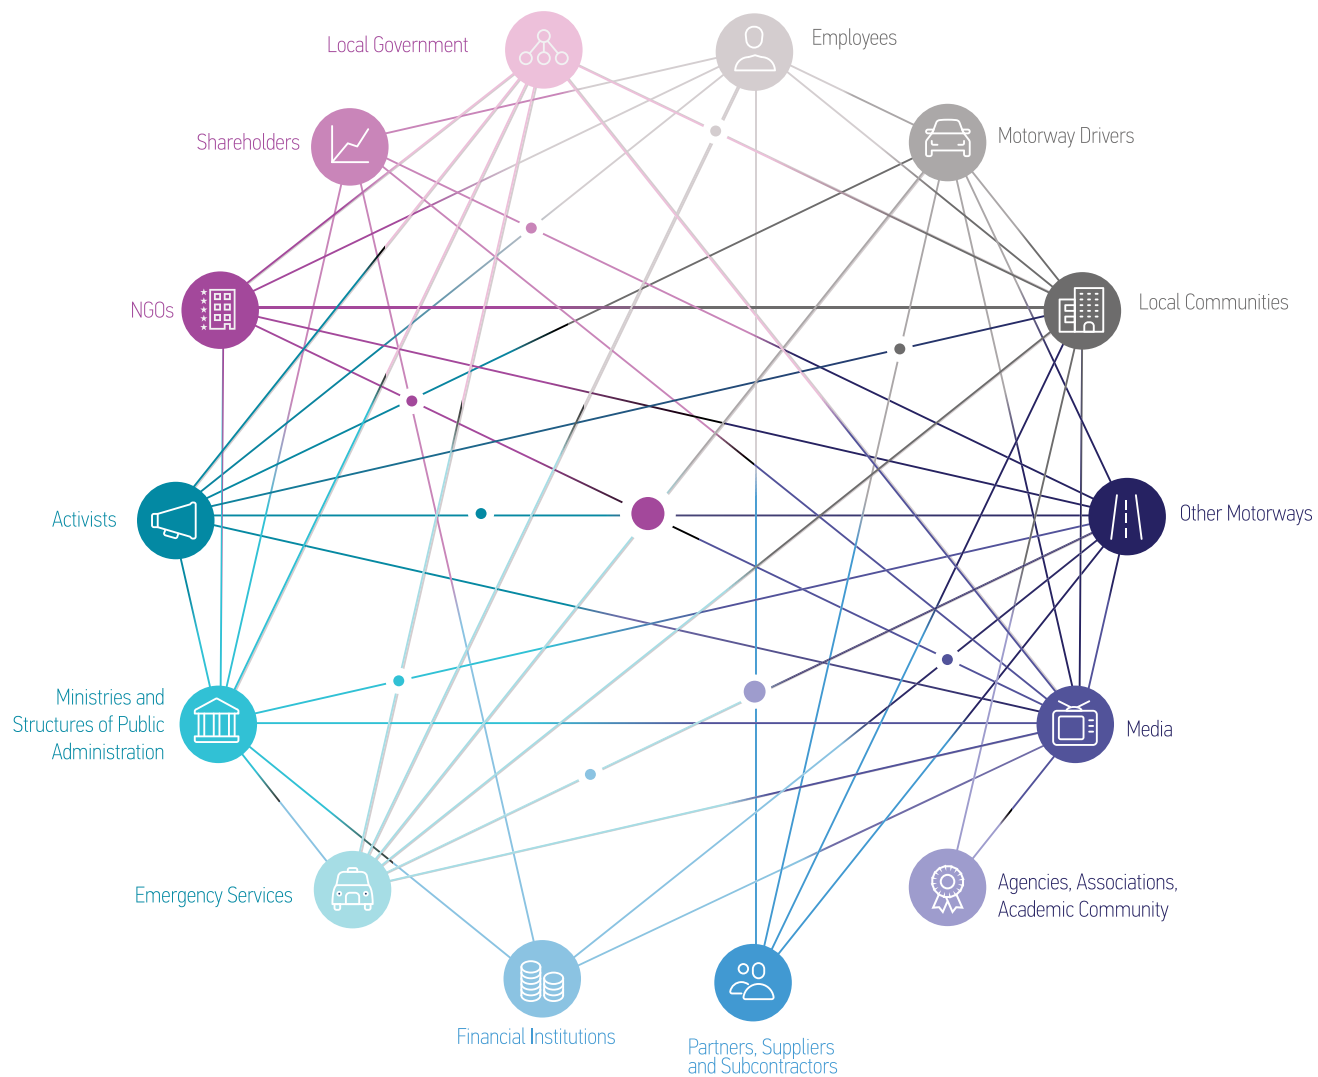 Local Government
Employees
Shareholders
Motorway Drivers
NGOs
Local Communities
Activists
Other Motorways
Ministries and
Structures of Public
Administration
Media
Emergency Services
Agencies, Associations,
Academic Community
Financial Institutions
Partners, Suppliers
and Subcontractors